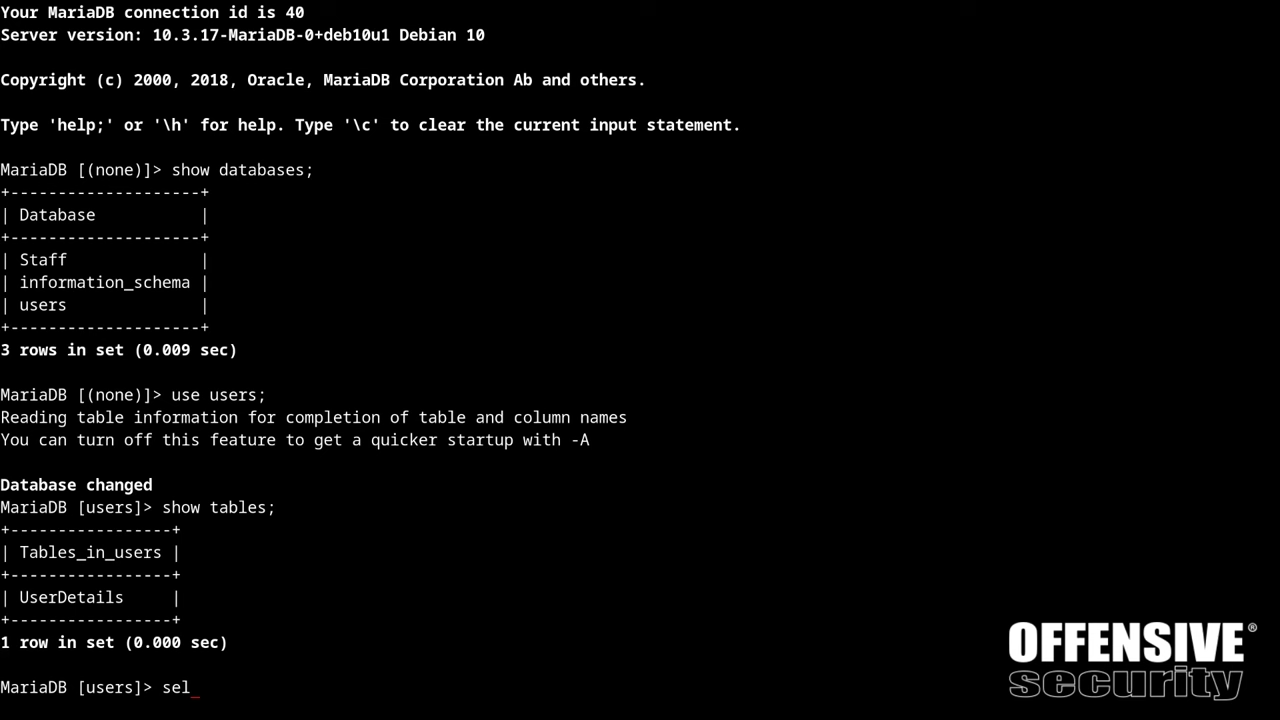 Your MariaDB connection id is 40
Server version: 10.3.17-MariaDB-0+deb10u1 Debian 10
Copyright (c) 2000, 2018, Oracle, MariaDB Corporation Ab and others.
Type 'help;' or '\h' for help. Type '\c' to clear the current input statement.
MariaDB [(none)]> show databases;
+--------------------+
| Database           |
+--------------------+
| Staff              |
| information_schema |
| users              |
+--------------------+
3 rows in set (0.009 sec)
MariaDB [(none)]> use users;
Reading table information for completion of table and column names
You can turn off this feature to get a quicker startup with -A
Database changed
MariaDB [users]> show tables;
+-----------------+
| Tables_in_users |
+-----------------+
| UserDetails     |
+-----------------+
1 row in set (0.000 sec)
MariaDB [users]> sel_
OFFENSIVE®
security